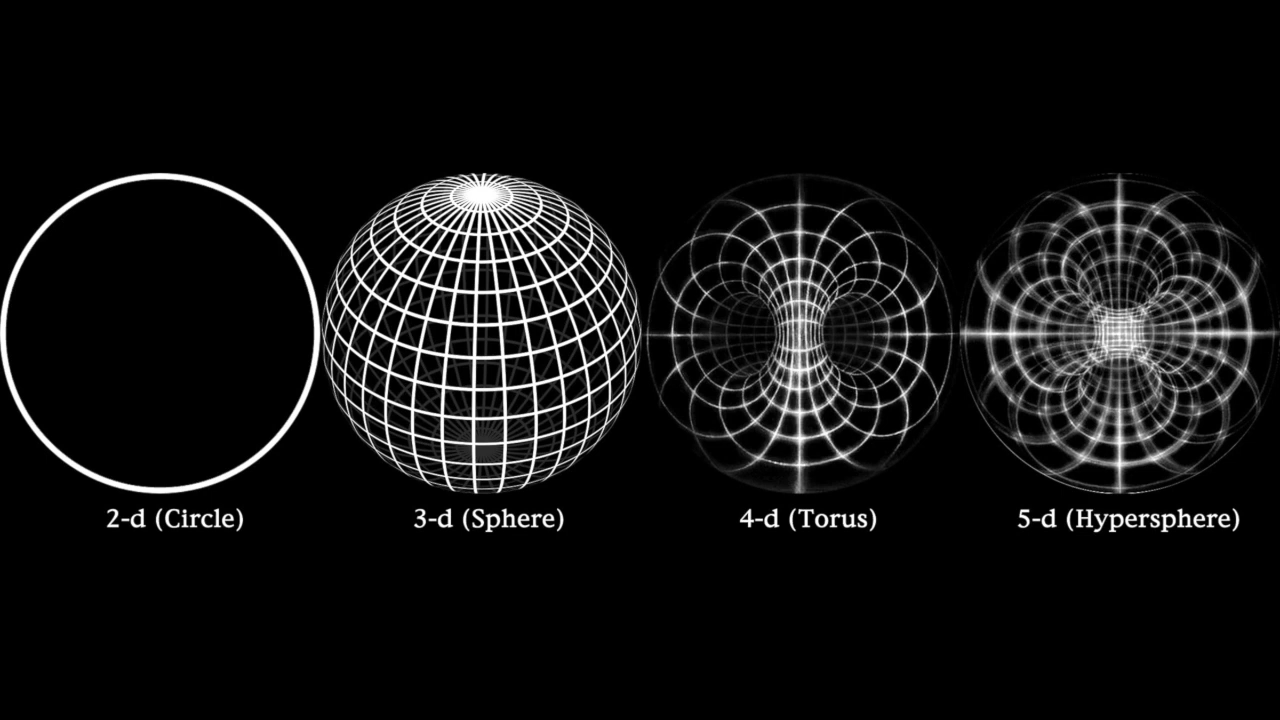 2-d (Circle)
3-d (Sphere)
4-d (Torus)
5-d (Hypersphere)